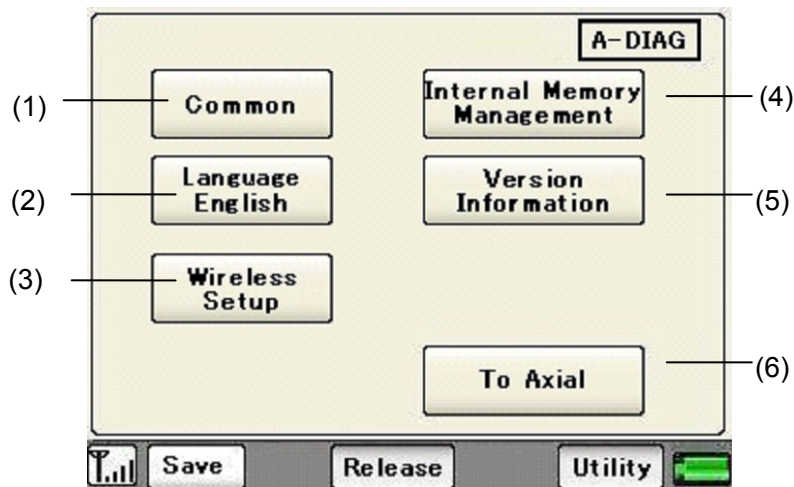 A-DIAG
(1)
Common
Internal Memory
Management
(4)
(2)
Language
English
Version
Information
(5)
(3)
Wireless
Setup
To Axial
(6)
Save
Release
Utility